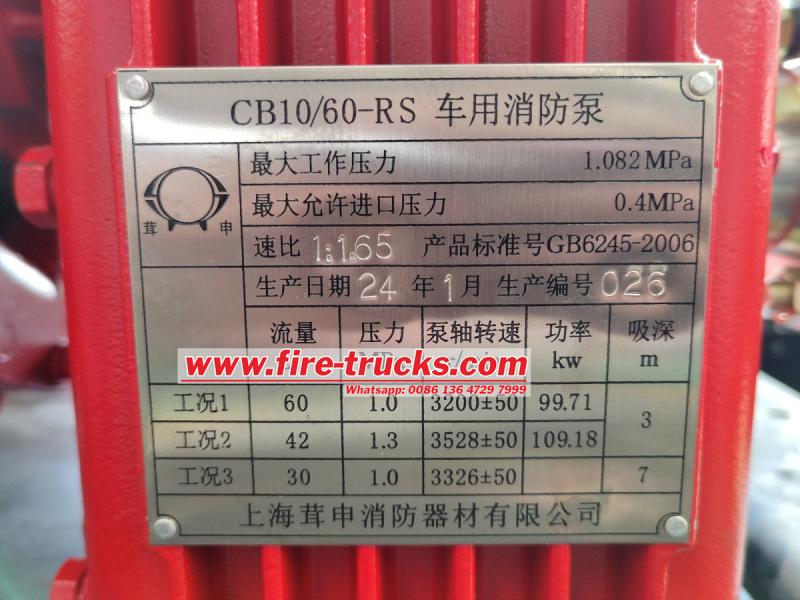 CB10/60-RS 车用消防泵
最大工作压力 1.082MPa
最大允许进口压力 0.4MPa
茸 申
速比 1:1.65 产品标准号GB6245-2006
生产日期 24 年 1 月 生产编号 026
流量 压力 泵轴转速 功率 吸深
kw m
www.fire-trucks.com
Whatsapp: 0086 136 4729 7999
工况1 60 1.0 3200±50 99.71
3
工况2 42 1.3 3528±50 109.18
工况3 30 1.0 3326±50 7
上海茸申消防器材有限公司